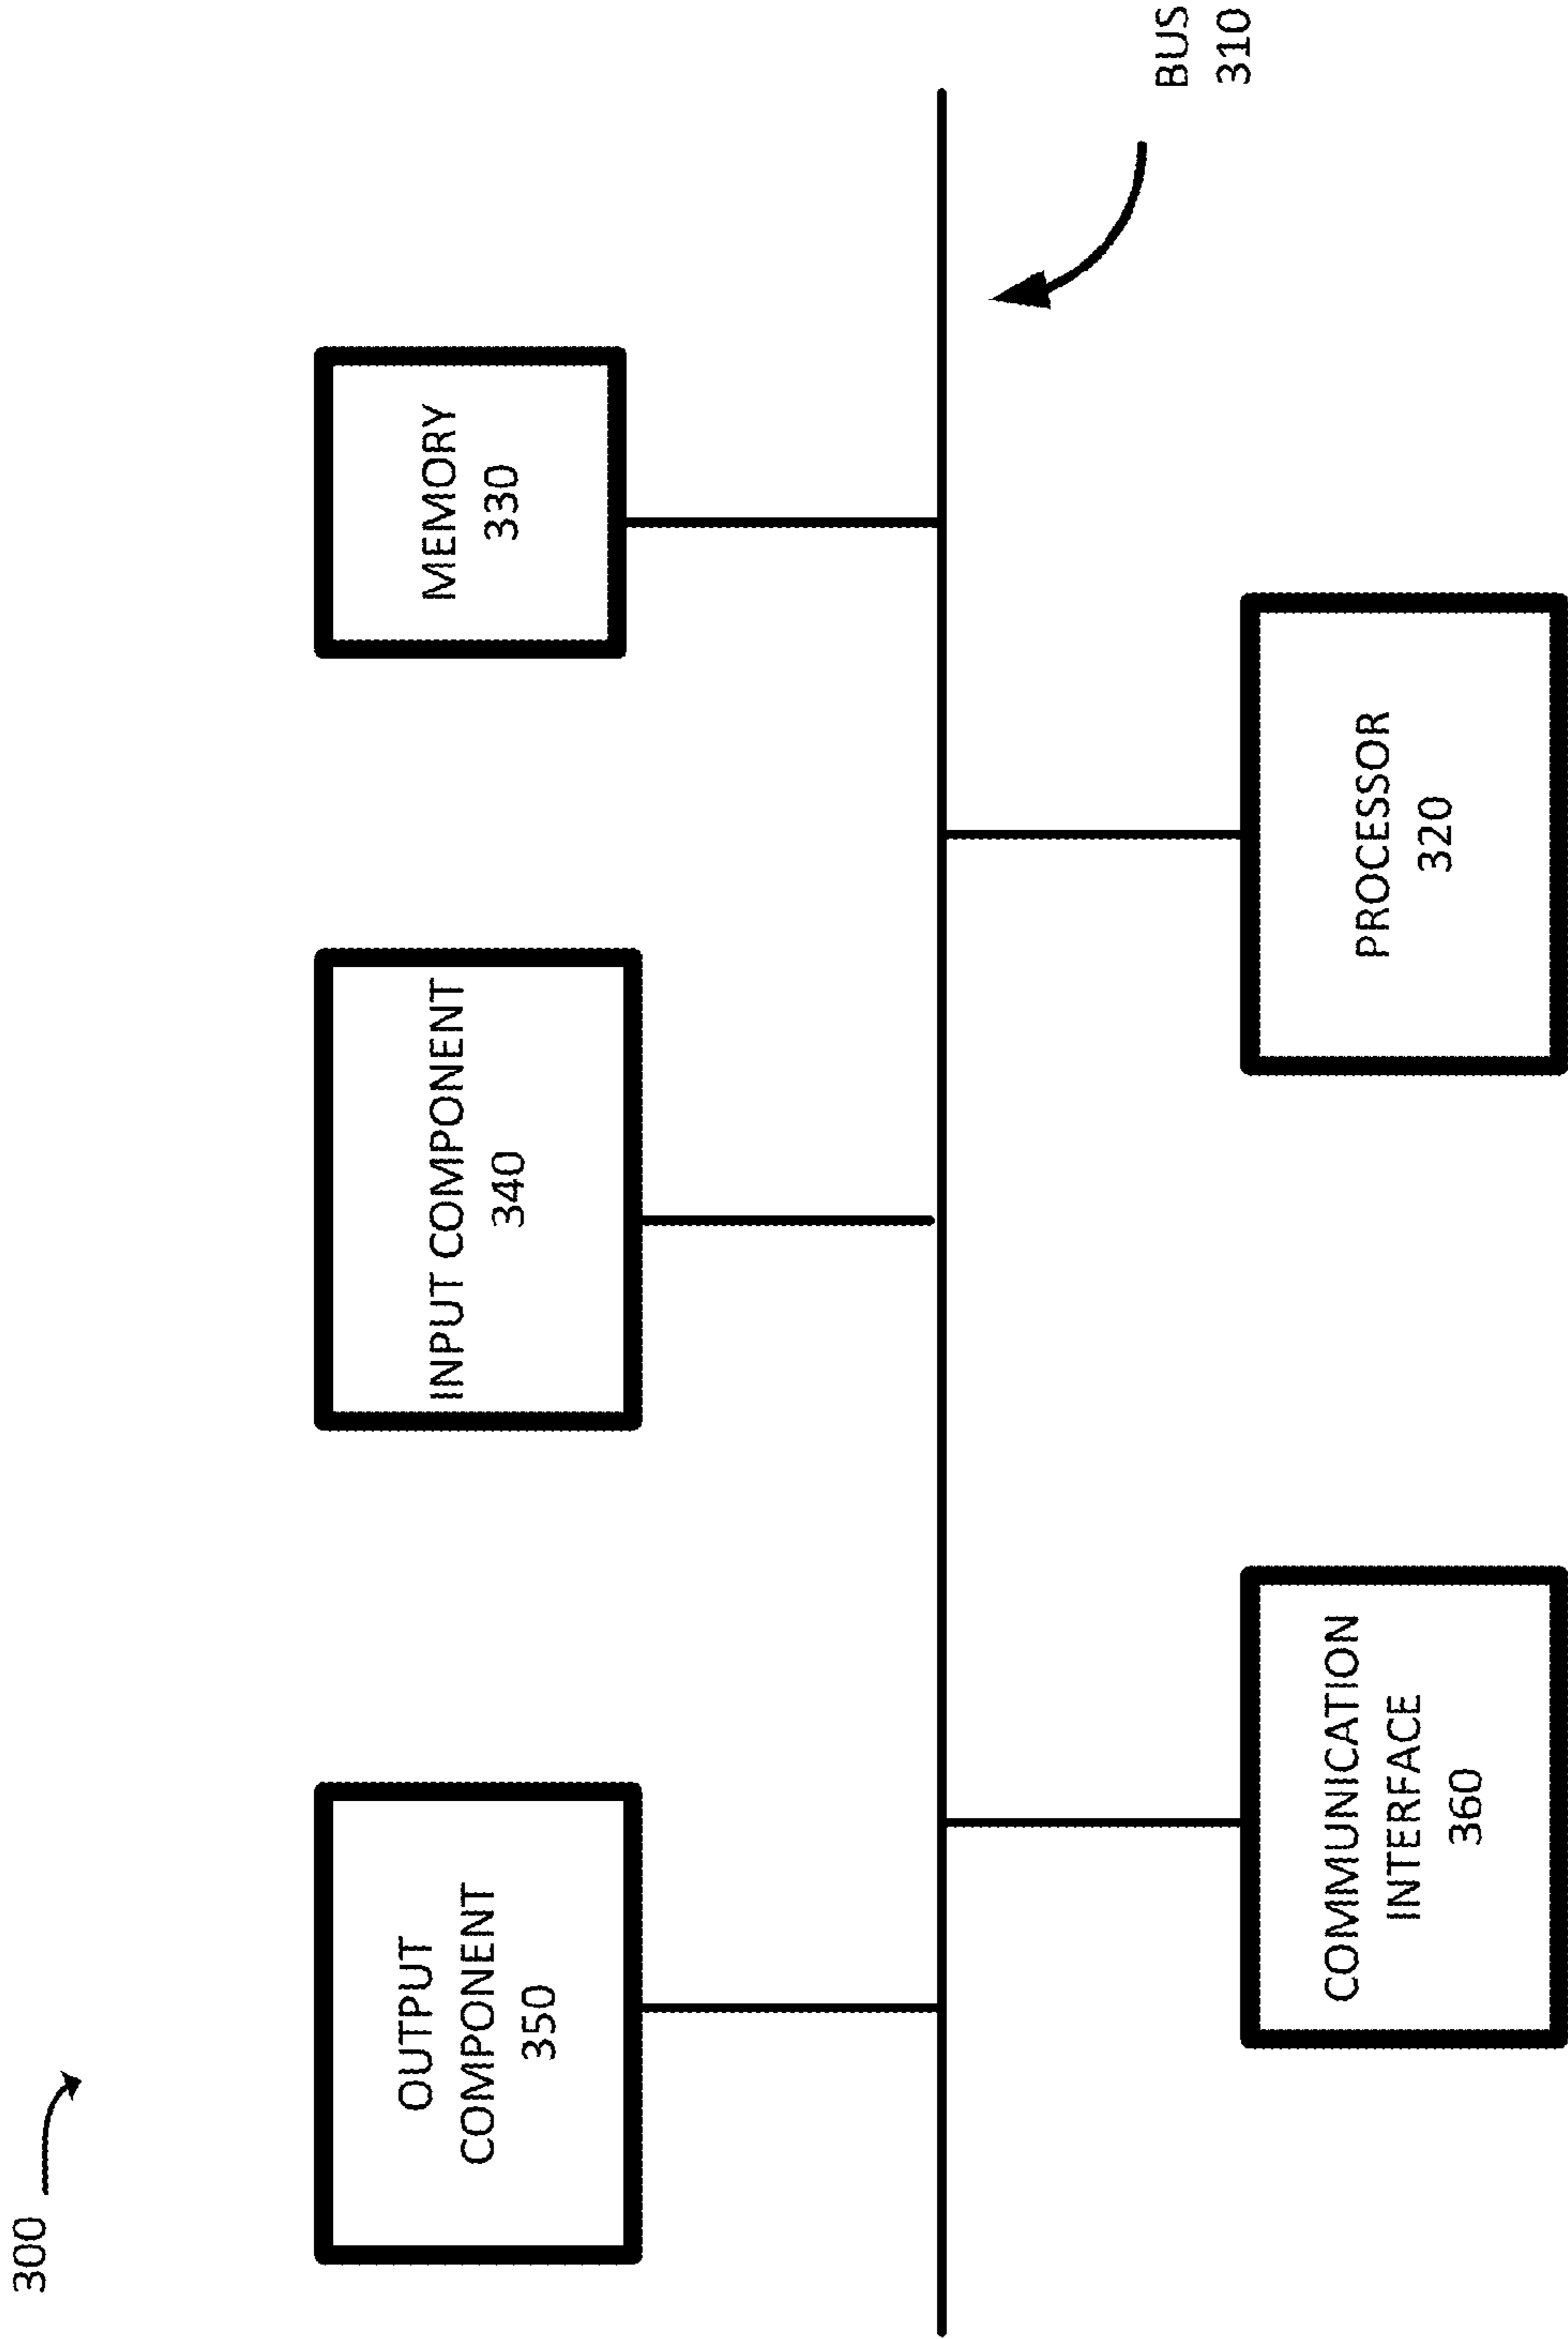 300
OUTPUT
COMPONENT
350
INPUT COMPONENT
340
MEMORY
330
BUS
310
COMMUNICATION
INTERFACE
360
PROCESSOR
320